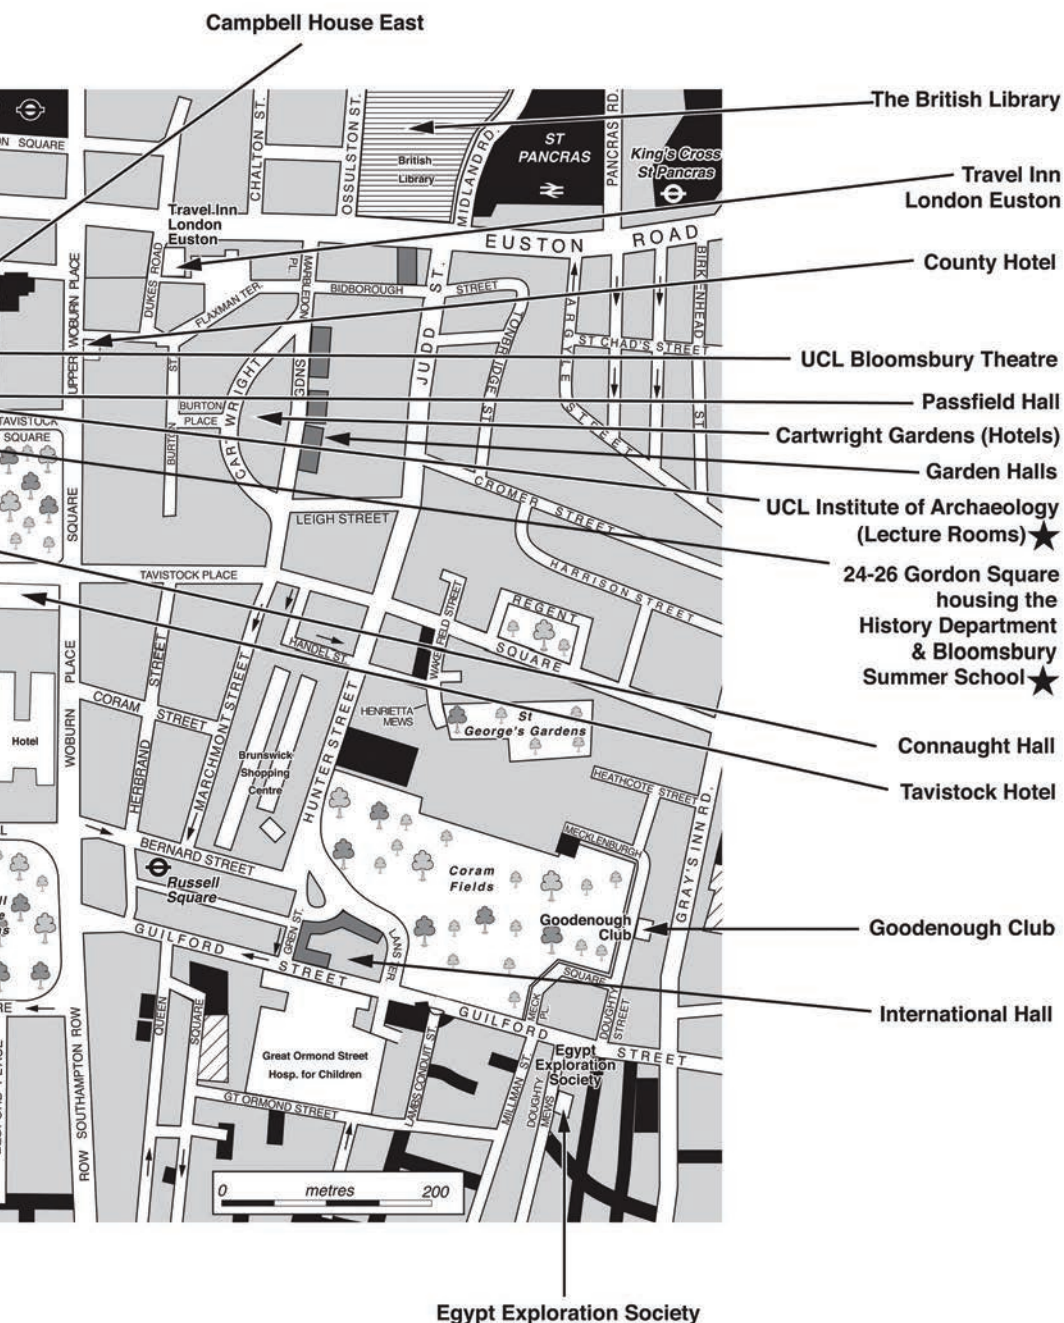 Campbell House East
The British Library
Travel Inn
London Euston
County Hotel
UCL Bloomsbury Theatre
Passfield Hall
Cartwright Gardens (Hotels)
Garden Halls
UCL Institute of Archaeology
(Lecture Rooms)
24-26 Gordon Square
housing the
History Department
& Bloomsbury
Summer School
Connaught Hall
Tavistock Hotel
Goodenough Club
International Hall
Egypt Exploration Society
SQUARE
CHALTON ST.
OSSULSTON ST.
British
Library
MIDLAND RD.
ST
PANCRAS
PANCRAS RD.
King's Cross
St Pancras
Travel Inn
London
Euston
EUSTON ROAD
UPPER WOBURN PLACE
DUKES ROAD
FLAXMAN TER.
MABLEDON
PL.
BIDBOROUGH STREET
JUDD ST.
TONBRIDGE ST
ARGYLE STREET
BIRKENHEAD ST
ST CHAD'S STREET
CARTWRIGHT
GDNS
BURTON
PLACE
BURTON ST
TAVISTOCK
SQUARE
SQUARE
CROMER STREET
LEIGH STREET
HARRISON STREET
TAVISTOCK PLACE
REGENT
SQUARE
HANDEL ST.
WAKEFIELD STREET
WOBURN PLACE
Hotel
CORAM STREET
HERBRAND STREET
MARCHMONT STREET
HUNTER STREET
Brunswick
Shopping
Centre
HENRIETTA
MEWS
St
George's Gardens
HEATHCOTE STREET
GRAY'S INN RD.
MECKLENBURGH
SQUARE
BERNARD STREET
Russell
Square
Coram
Fields
Goodenough
Club
GREN ST.
LANS TER.
GUILFORD STREET
MECK
PL.
DOUGHTY
STREET
GUILFORD STREET
QUEEN
SQUARE
Great Ormond Street
Hosp. for Children
LAMBS CONDUIT ST.
MILLMAN ST.
DOUGHTY
MEWS
Egypt
Exploration
Society
GT ORMOND STREET
ROW SOUTHAMPTON ROW
0 metres 200